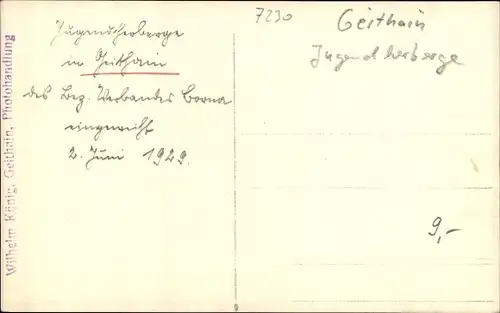 Wilhelm König, Geithain, Photohandlung
Jugendherberge
in Geithain
des Bez. Verbandes Borna
eingeweiht
2. Juni 1929.
7230
Geithain
Jugendherberge
9,-
9